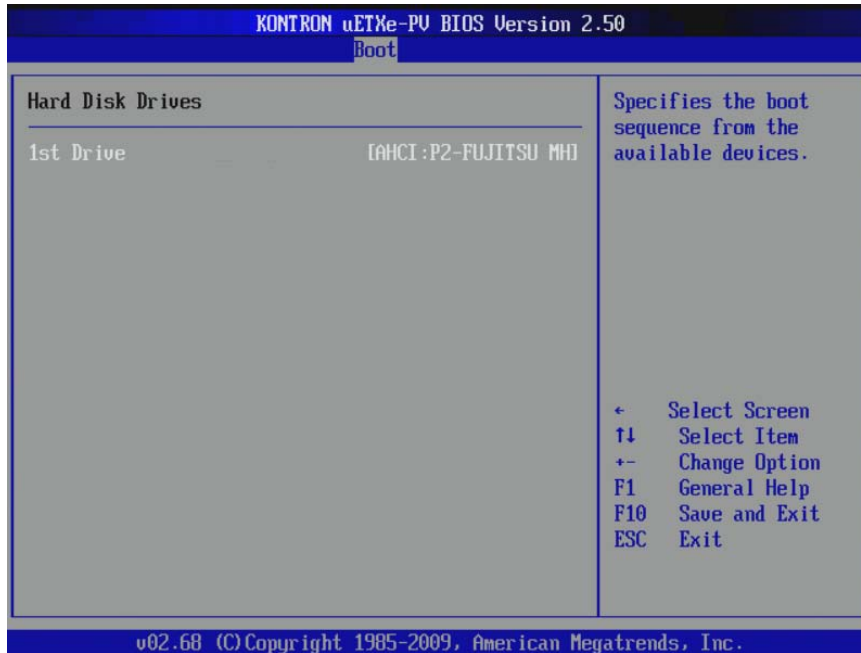 KONTRON uETXe-PV BIOS Version 2.50
Boot
Hard Disk Drives
1st Drive [AHCI:P2-FUJITSU MH]
Specifies the boot
sequence from the
available devices.
← Select Screen
↑↓ Select Item
+- Change Option
F1 General Help
F10 Save and Exit
ESC Exit
v02.68 (C)Copyright 1985-2009, American Megatrends, Inc.